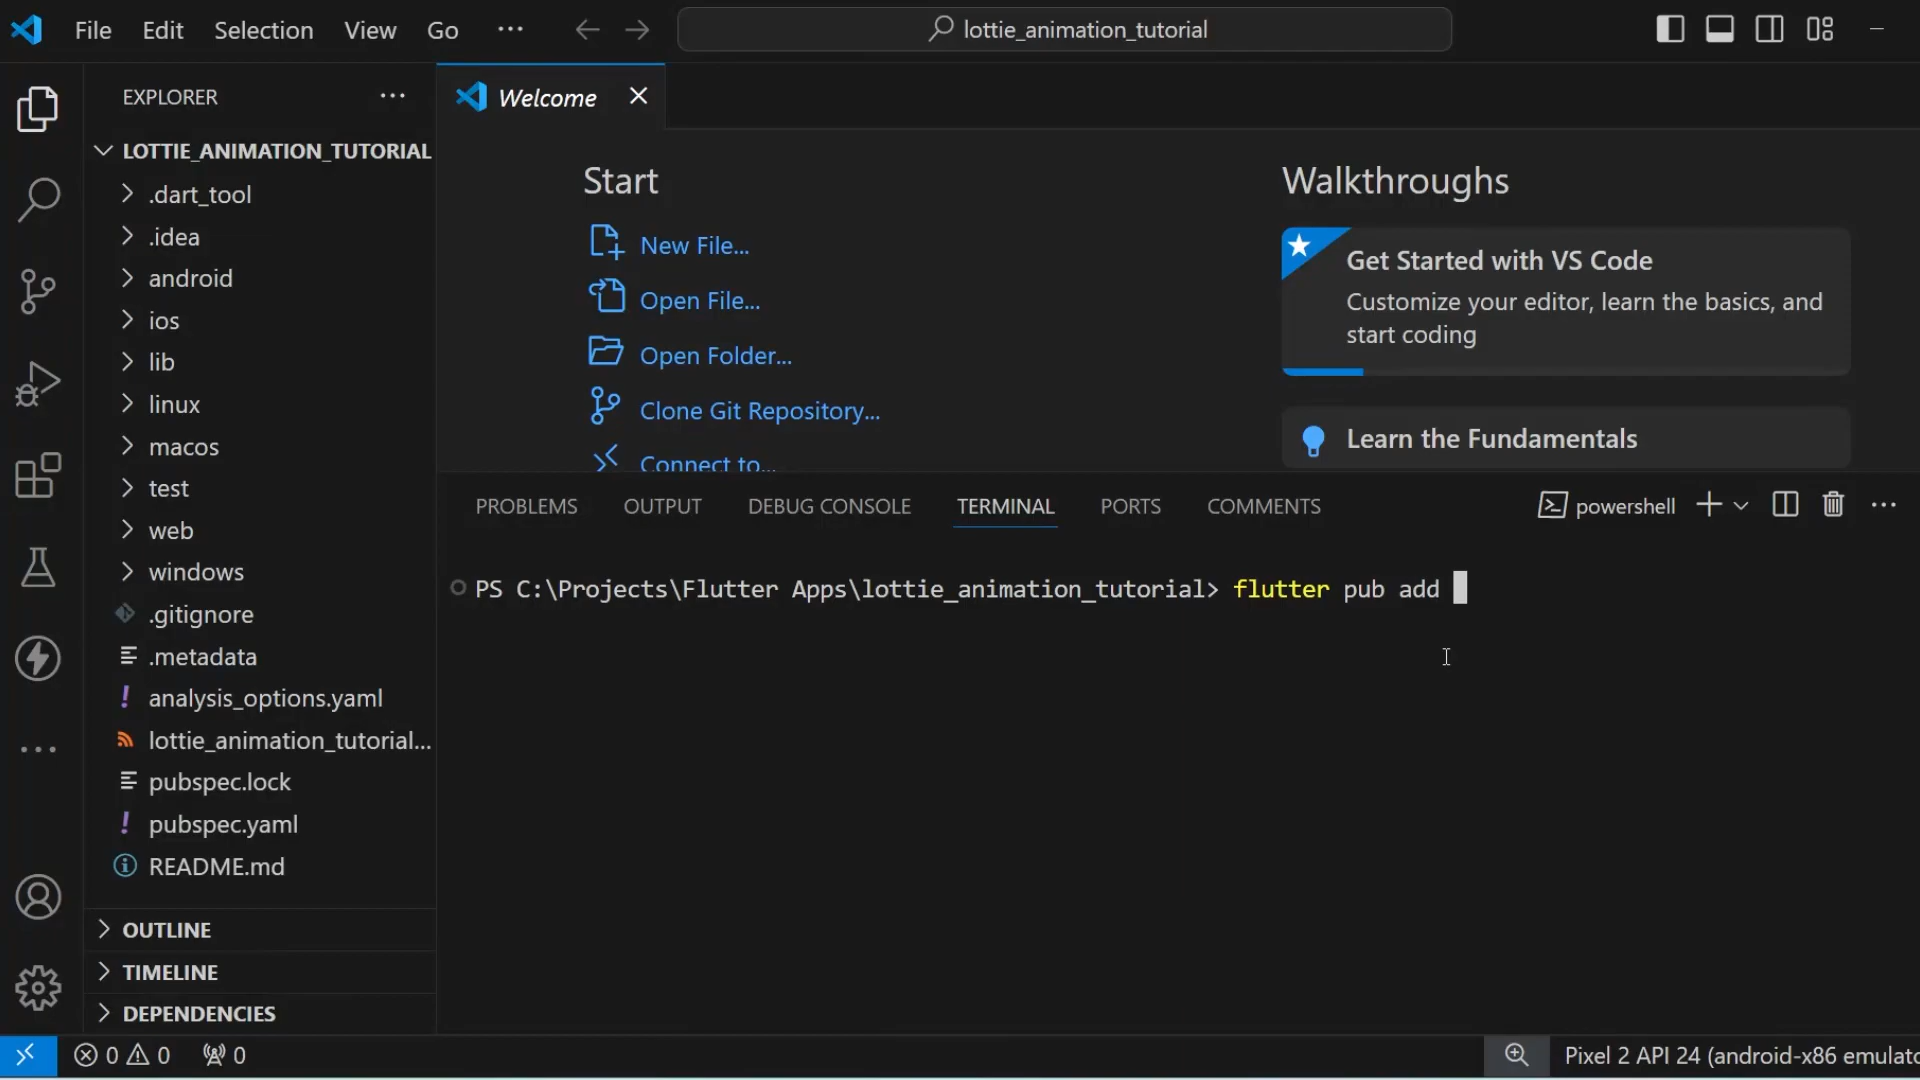 File Edit Selection View Go ··· lottie_animation_tutorial
EXPLORER ···
Welcome
LOTTIE_ANIMATION_TUTORIAL
.dart_tool
.idea
android
ios
lib
linux
macos
test
web
windows
.gitignore
.metadata
analysis_options.yaml
lottie_animation_tutorial...
pubspec.lock
pubspec.yaml
README.md
OUTLINE
TIMELINE
DEPENDENCIES
Start
New File...
Open File...
Open Folder...
Clone Git Repository...
Connect to...
Walkthroughs
Get Started with VS Code
Customize your editor, learn the basics, and
start coding
Learn the Fundamentals
PROBLEMS OUTPUT DEBUG CONSOLE TERMINAL PORTS COMMENTS powershell
PS C:\Projects\Flutter Apps\lottie_animation_tutorial> flutter pub add
0 0 0 Pixel 2 API 24 (android-x86 emulato